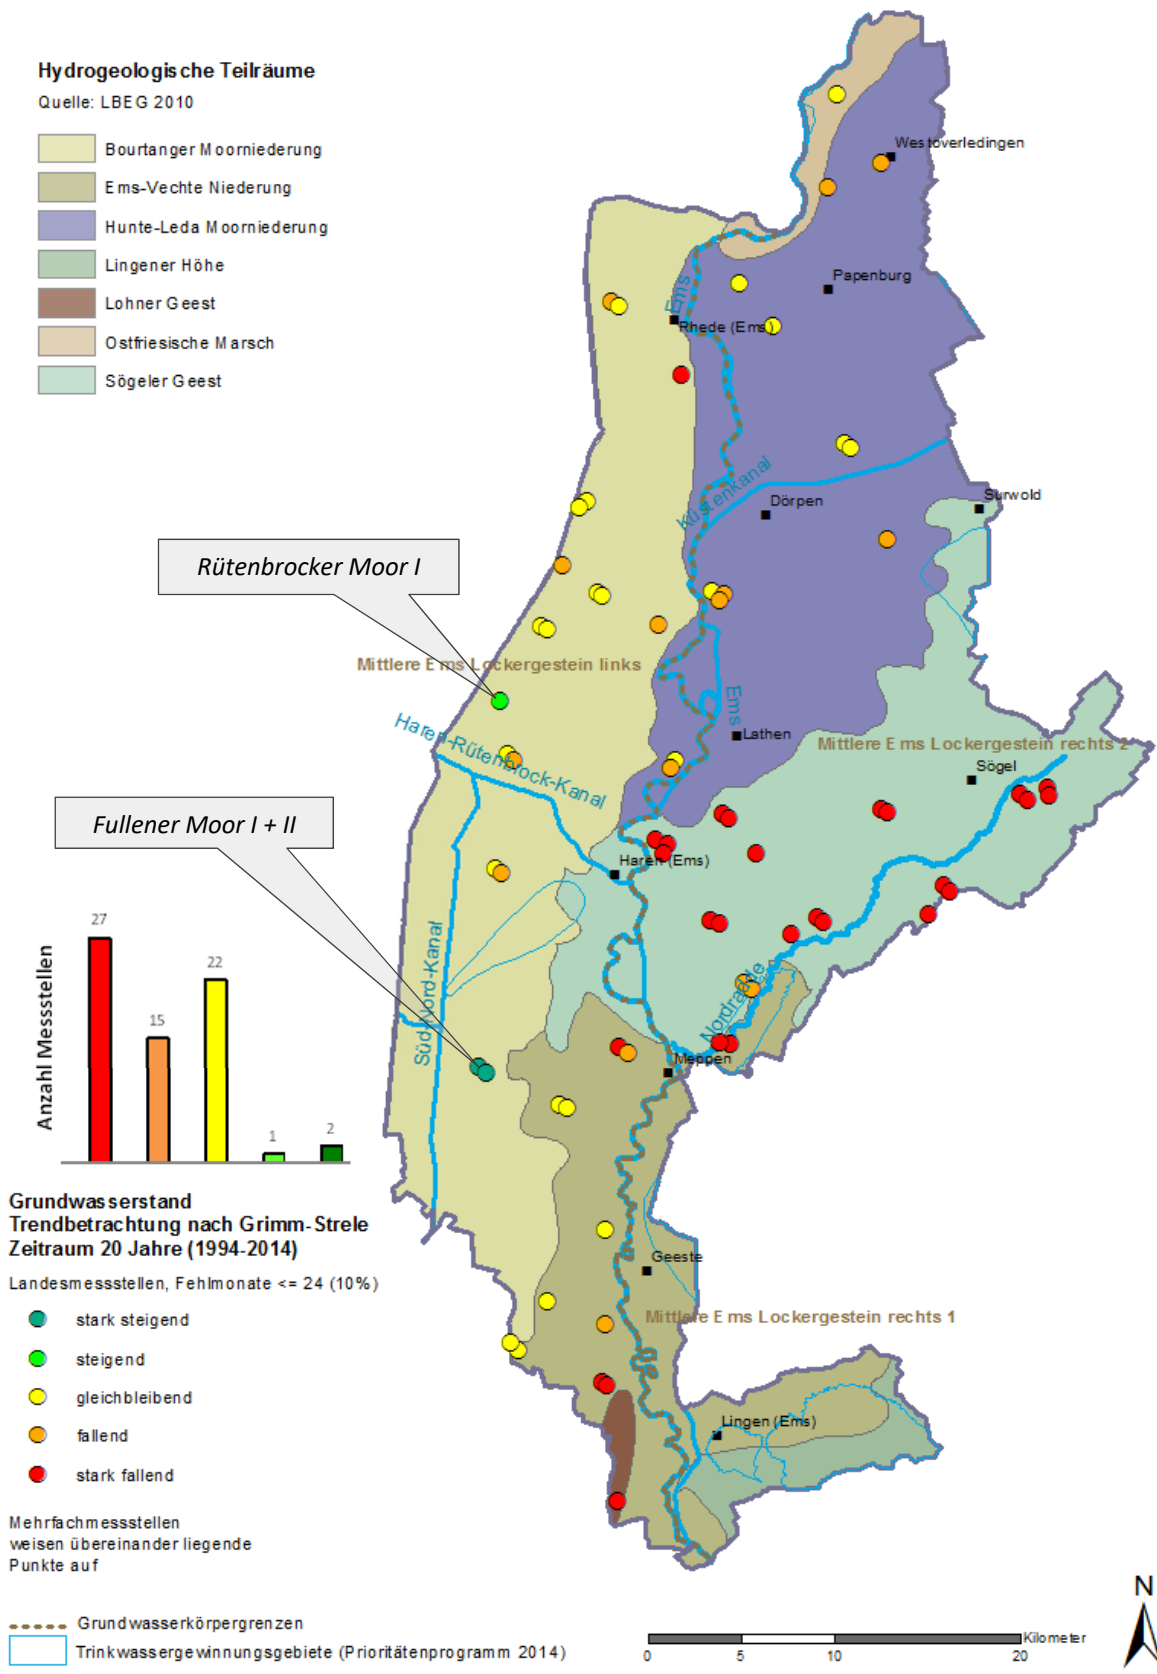 Hydrogeologische Teilräume
Quelle: LBEG 2010
Bourtanger Moorniederung
Ems-Vechte Niederung
Hunte-Leda Moorniederung
Lingener Höhe
Lohner Geest
Ostfriesische Marsch
Sögeler Geest
Westoverledingen
Papenburg
Ems
Rhede (Ems)
Küstenkanal
Dörpen
Surwold
Rütenbrocker Moor I
Mittlere Ems Lockergestein links
Ems
Haren-Rütenbrock-Kanal
Lathen
Mittlere Ems Lockergestein rechts 2
Sögel
Fullener Moor I + II
Haren (Ems)
Süd-Nord-Kanal
Nordradde
Meppen
Anzahl Messstellen
27
15
22
1
2
Grundwasserstand
Trendbetrachtung nach Grimm-Strele
Zeitraum 20 Jahre (1994-2014)
Landesmessstellen, Fehlmonate <= 24 (10%)
stark steigend
steigend
gleichbleibend
fallend
stark fallend
Geeste
Mittlere Ems Lockergestein rechts 1
Lingen (Ems)
Mehrfachmessstellen
weisen übereinander liegende
Punkte auf
Grundwasserkörpergrenzen
Trinkwassergewinnungsgebiete (Prioritätenprogramm 2014)
N
Kilometer
0 5 10 20